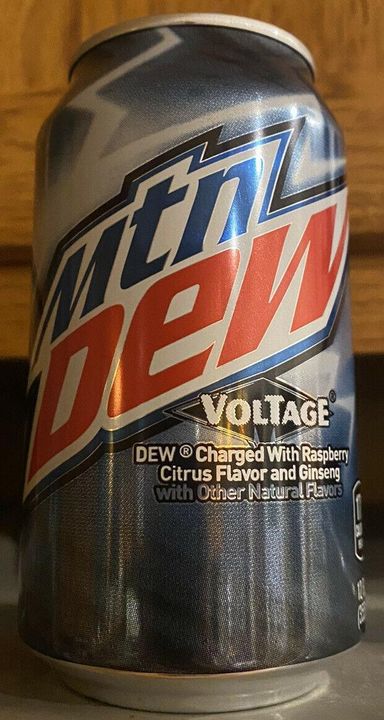 Mtn
DEW
VOLTAGE®
DEW ® Charged With Raspberry
Citrus Flavor and Ginseng
with Other Natural Flavors